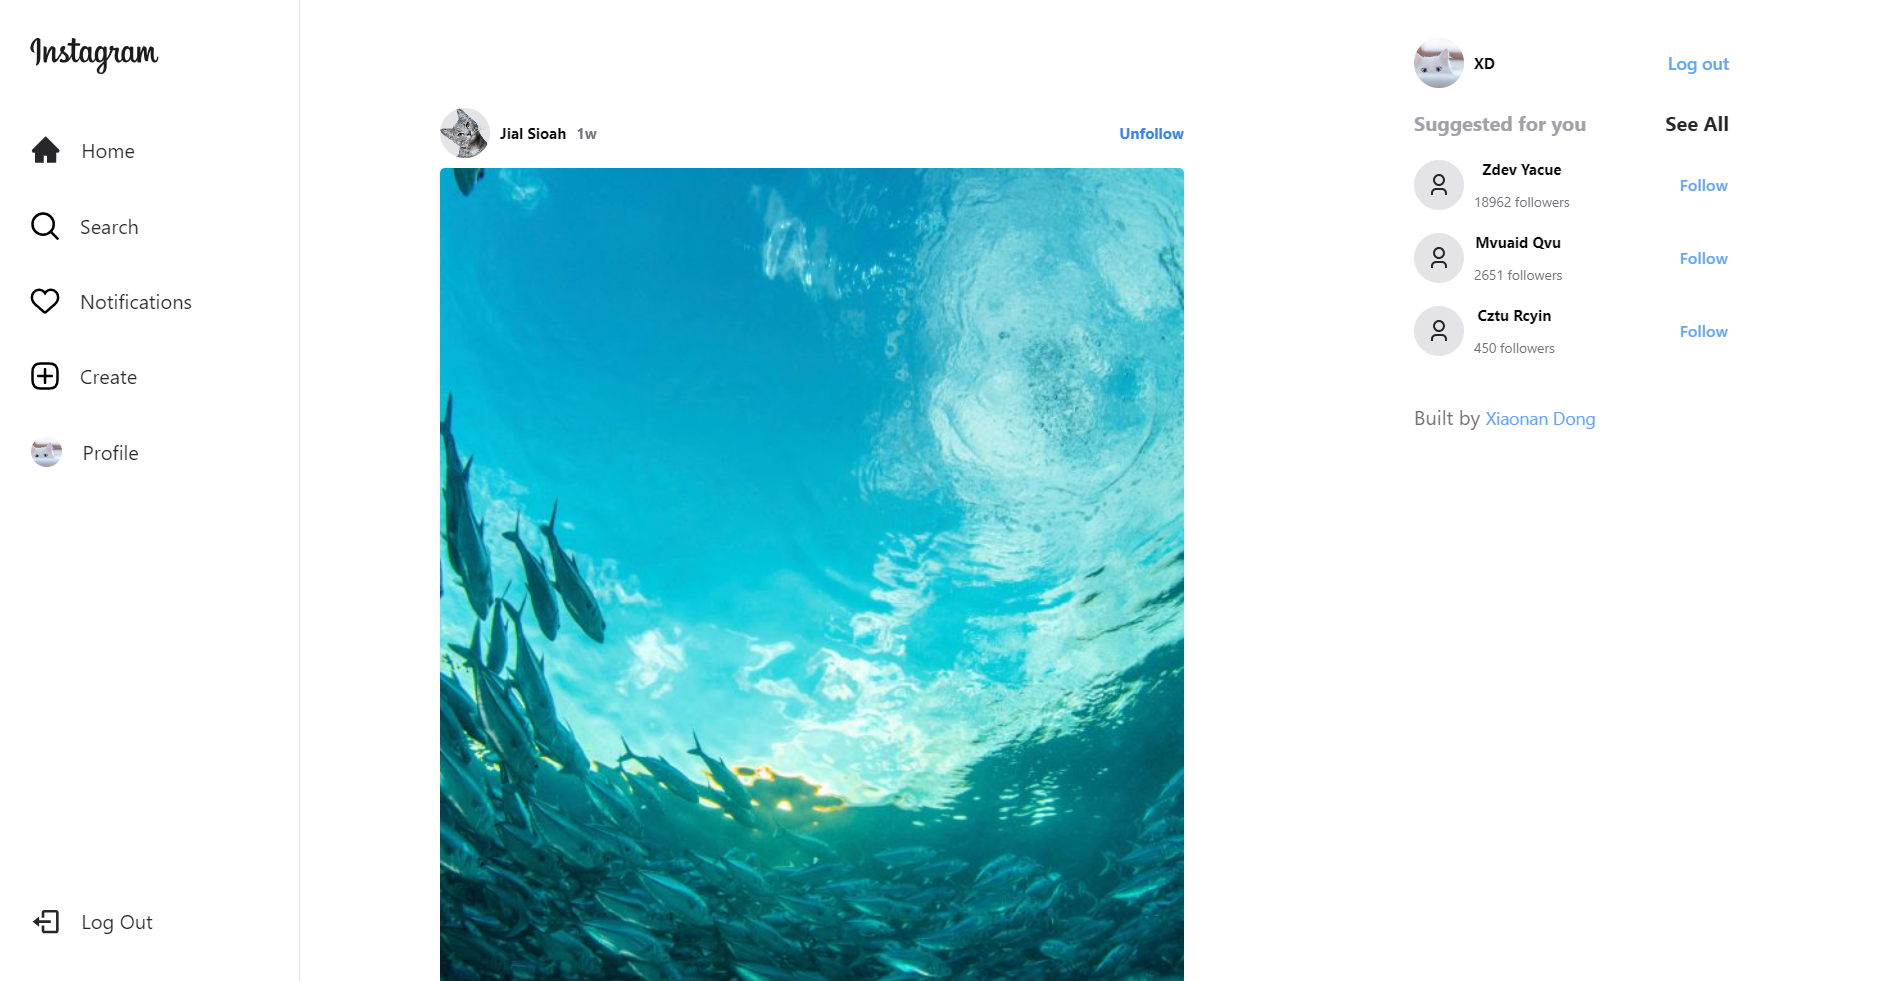 Instagram
Home
Search
Notifications
Create
Profile
Log Out
Jial Sioah 1w
Unfollow
XD
Log out
Suggested for you
See All
Zdev Yacue
18962 followers
Follow
Mvuaid Qvu
2651 followers
Follow
Cztu Rcyin
450 followers
Follow
Built by Xiaonan Dong